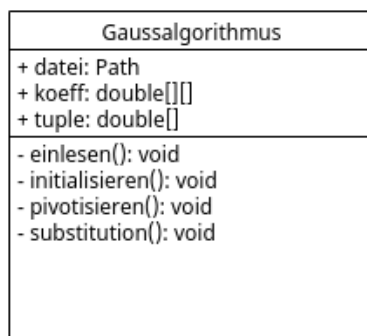 Gaussalgorithmus
+ datei: Path
+ koeff: double[][]
+ tuple: double[]
- einlesen(): void
- initialisieren(): void
- pivotisieren(): void
- substitution(): void